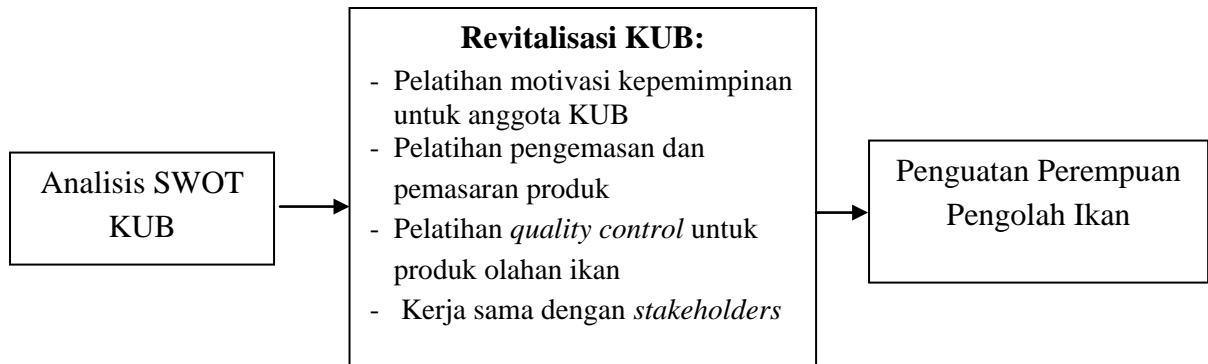 Analisis SWOT
KUB
Revitalisasi KUB:
- Pelatihan motivasi kepemimpinan
untuk anggota KUB
- Pelatihan pengemasan dan
pemasaran produk
- Pelatihan quality control untuk
produk olahan ikan
- Kerja sama dengan stakeholders
Penguatan Perempuan
Pengolah Ikan